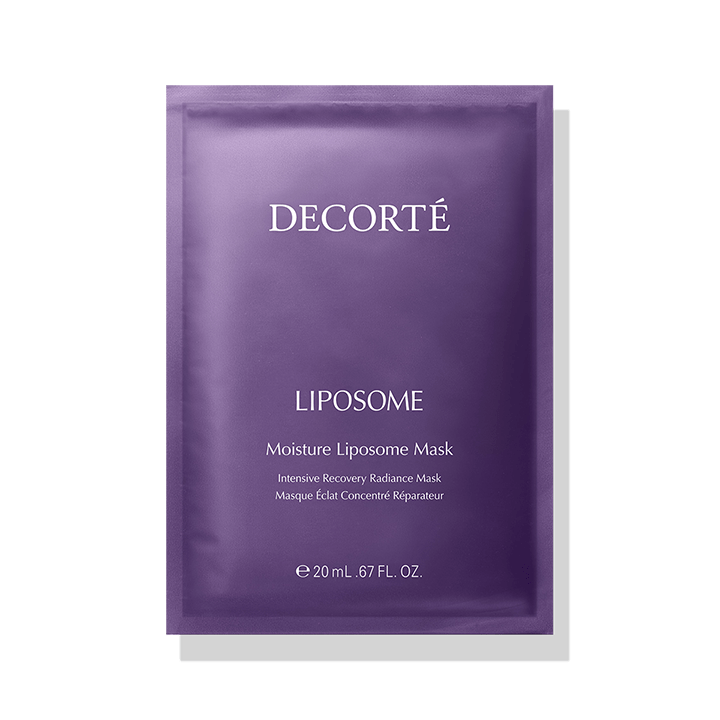 DECORTÉ
LIPOSOME
Moisture Liposome Mask
Intensive Recovery Radiance Mask
Masque Éclat Concentré Réparateur
℮ 20 mL .67 FL. OZ.